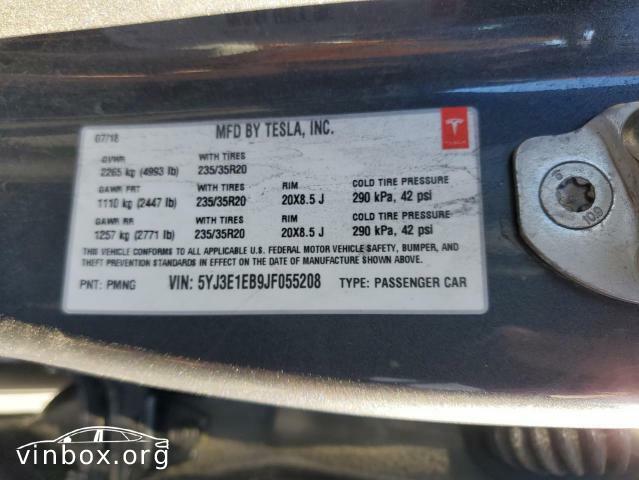 07/18 MFD BY TESLA, INC.
GVWR WITH TIRES
2265 kg (4993 lb) 235/35R20
GAWR FRT WITH TIRES RIM COLD TIRE PRESSURE
1110 kg (2447 lb) 235/35R20 20X8.5 J 290 kPa, 42 psi
GAWR RR WITH TIRES RIM COLD TIRE PRESSURE
1257 kg (2771 lb) 235/35R20 20X8.5 J 290 kPa, 42 psi
THIS VEHICLE CONFORMS TO ALL APPLICABLE U.S. FEDERAL MOTOR VEHICLE SAFETY, BUMPER, AND
THEFT PREVENTION STANDARDS IN EFFECT ON THE DATE OF MANUFACTURE SHOWN ABOVE.
PNT: PMNG VIN: 5YJ3E1EB9JF055208 TYPE: PASSENGER CAR
TESLA
vinbox.org